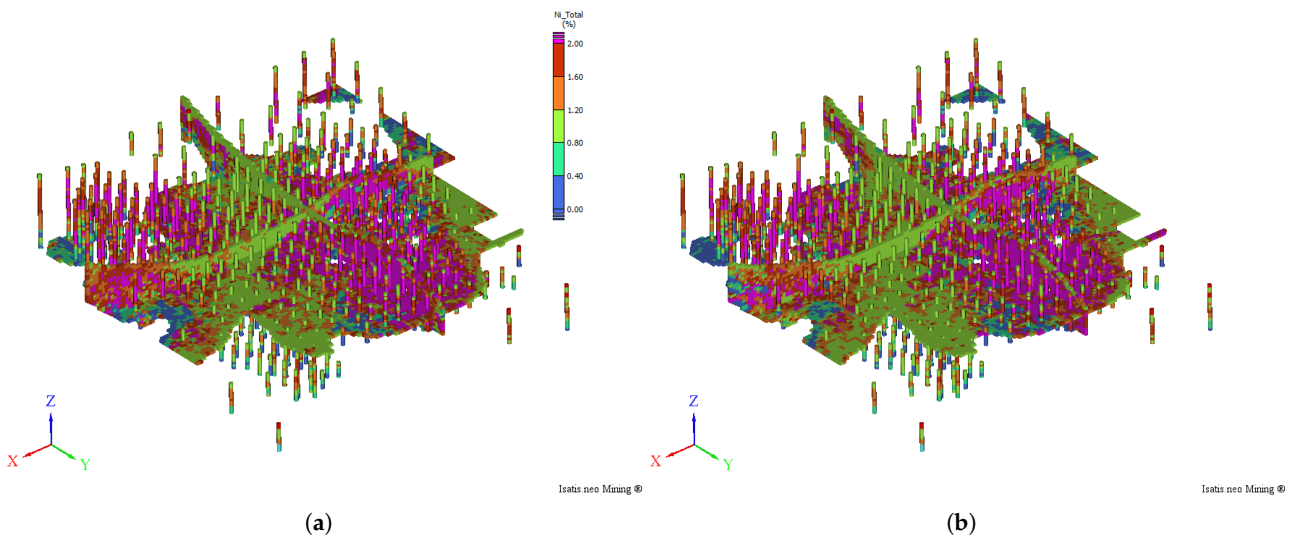 Ni_Total
(%)
2.00
1.60
1.20
0.80
0.40
0.00
Z
X
Y
Isatis.neo Mining ®
(a)
Z
X
Y
Isatis.neo Mining ®
(b)